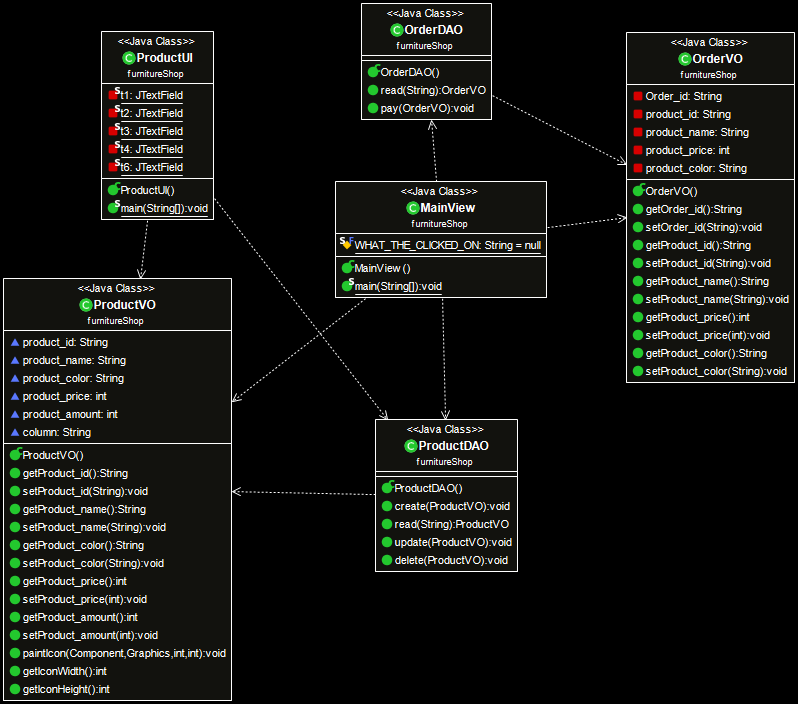 <<Java Class>>
ProductUI
furnitureShop
t1: JTextField
t2: JTextField
t3: JTextField
t4: JTextField
t6: JTextField
ProductUI()
main(String[]):void
<<Java Class>>
OrderDAO
furnitureShop
OrderDAO()
read(String):OrderVO
pay(OrderVO):void
<<Java Class>>
OrderVO
furnitureShop
Order_id: String
product_id: String
product_name: String
product_price: int
product_color: String
OrderVO()
getOrder_id():String
setOrder_id(String):void
getProduct_id():String
setProduct_id(String):void
getProduct_name():String
setProduct_name(String):void
getProduct_price():int
setProduct_price(int):void
getProduct_color():String
setProduct_color(String):void
<<Java Class>>
MainView
furnitureShop
WHAT_THE_CLICKED_ON: String = null
MainView ()
main(String[]):void
<<Java Class>>
ProductVO
furnitureShop
product_id: String
product_name: String
product_color: String
product_price: int
product_amount: int
column: String
ProductVO()
getProduct_id():String
setProduct_id(String):void
getProduct_name():String
setProduct_name(String):void
getProduct_color():String
setProduct_color(String):void
getProduct_price():int
setProduct_price(int):void
getProduct_amount():int
setProduct_amount(int):void
paintIcon(Component,Graphics,int,int):void
getIconWidth():int
getIconHeight():int
<<Java Class>>
ProductDAO
furnitureShop
ProductDAO()
create(ProductVO):void
read(String):ProductVO
update(ProductVO):void
delete(ProductVO):void